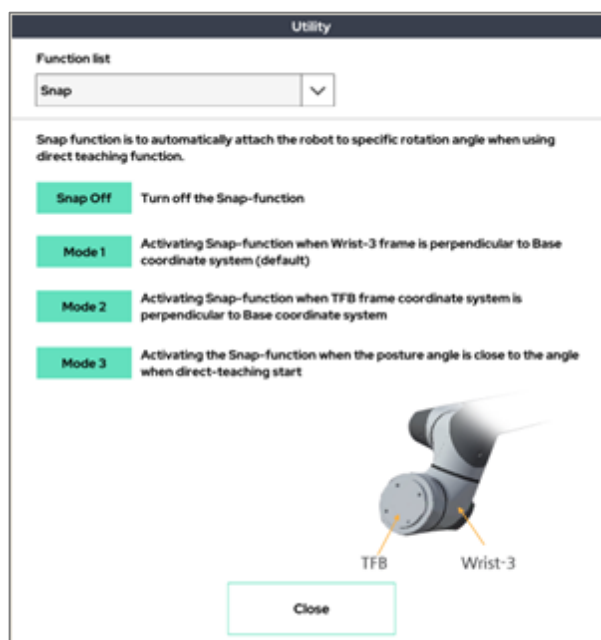 Utility
Function list
Snap
Snap function is to automatically attach the robot to specific rotation angle when using
direct teaching function.
Snap Off
Turn off the Snap-function
Mode 1
Activating Snap-function when Wrist-3 frame is perpendicular to Base
coordinate system (default)
Mode 2
Activating Snap-function when TFB frame coordinate system is
perpendicular to Base coordinate system
Mode 3
Activating the Snap-function when the posture angle is close to the angle
when direct-teaching start
TFB
Wrist-3
Close